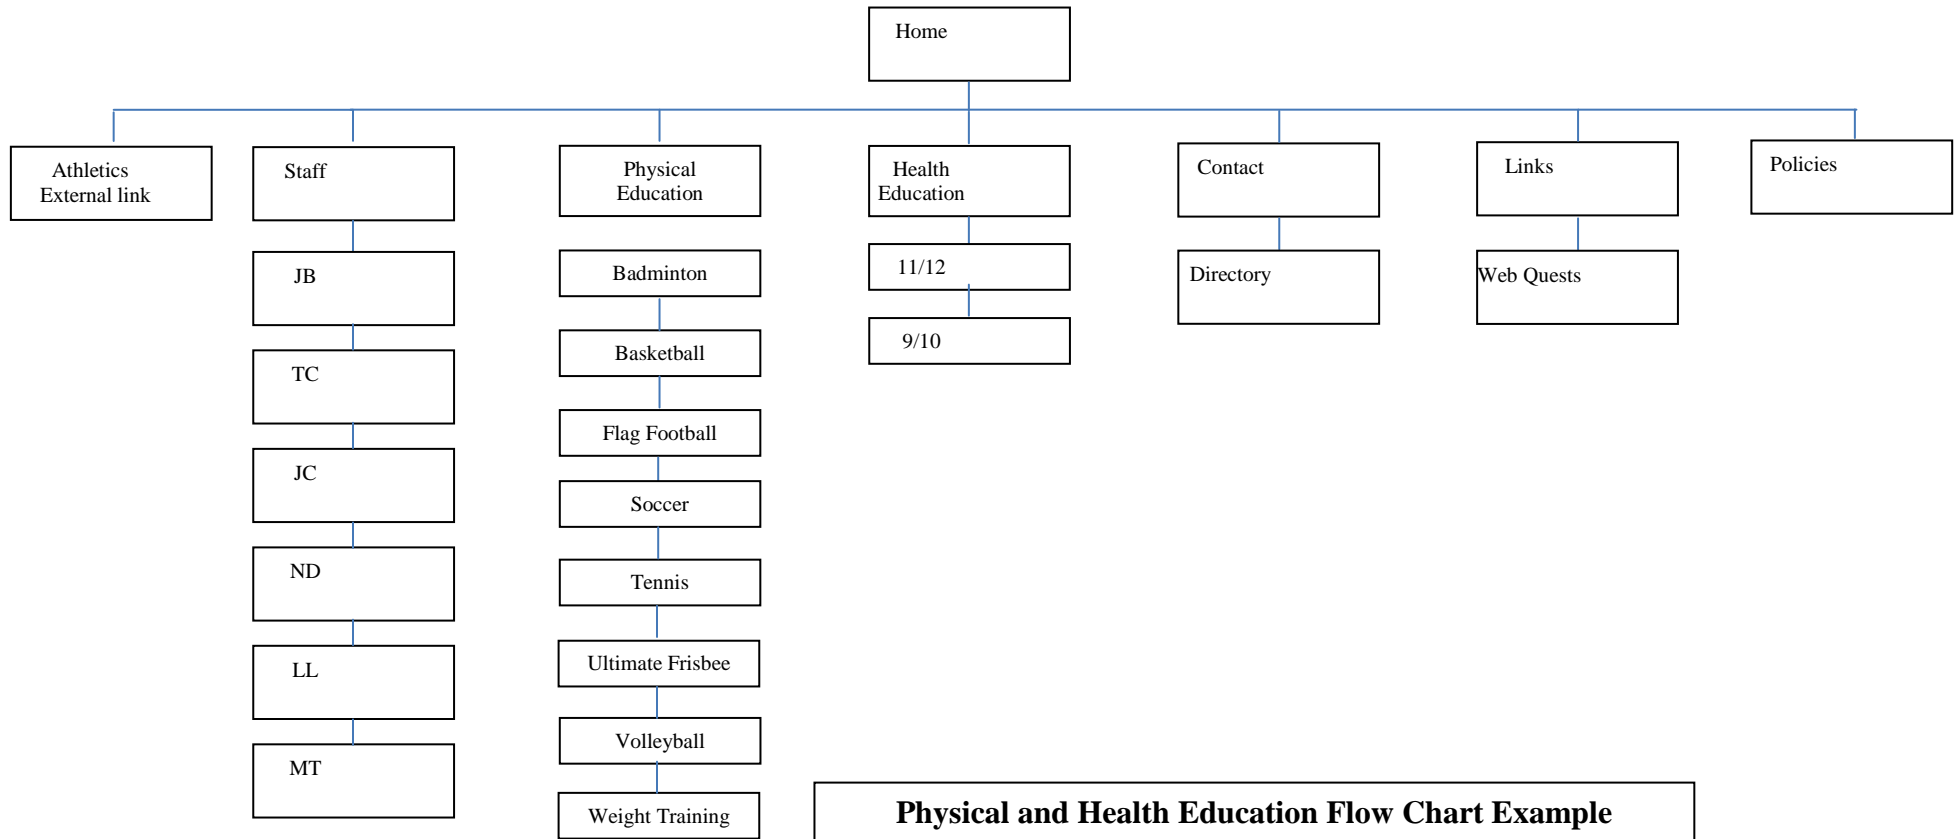 Home
Athletics
External link
Staff
Physical
Education
Health
Education
Contact
Links
Policies
JB
TC
JC
ND
LL
MT
Badminton
Basketball
Flag Football
Soccer
Tennis
Ultimate Frisbee
Volleyball
Weight Training
11/12
9/10
Directory
Web Quests
Physical and Health Education Flow Chart Example